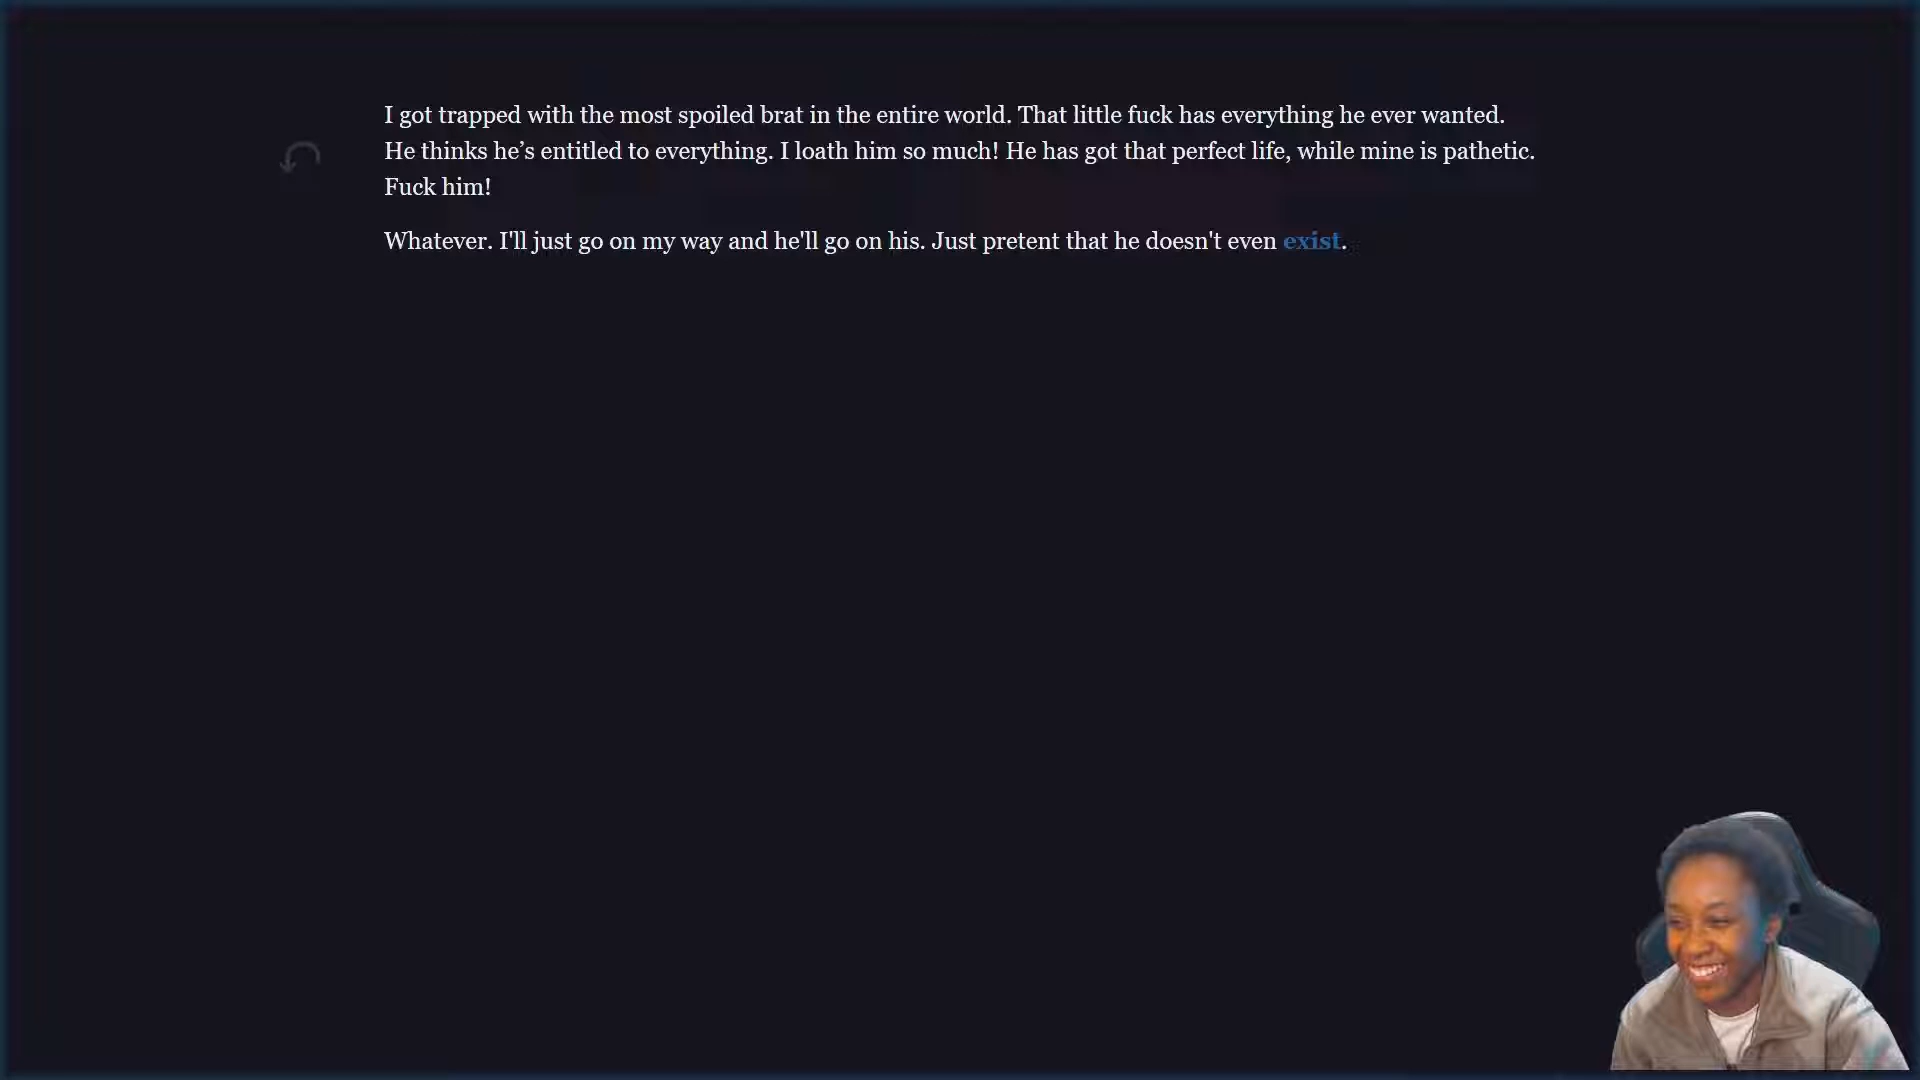 I got trapped with the most spoiled brat in the entire world. That little fuck has everything he ever wanted.
He thinks he’s entitled to everything. I loath him so much! He has got that perfect life, while mine is pathetic.
Fuck him!
Whatever. I'll just go on my way and he'll go on his. Just pretent that he doesn't even exist.